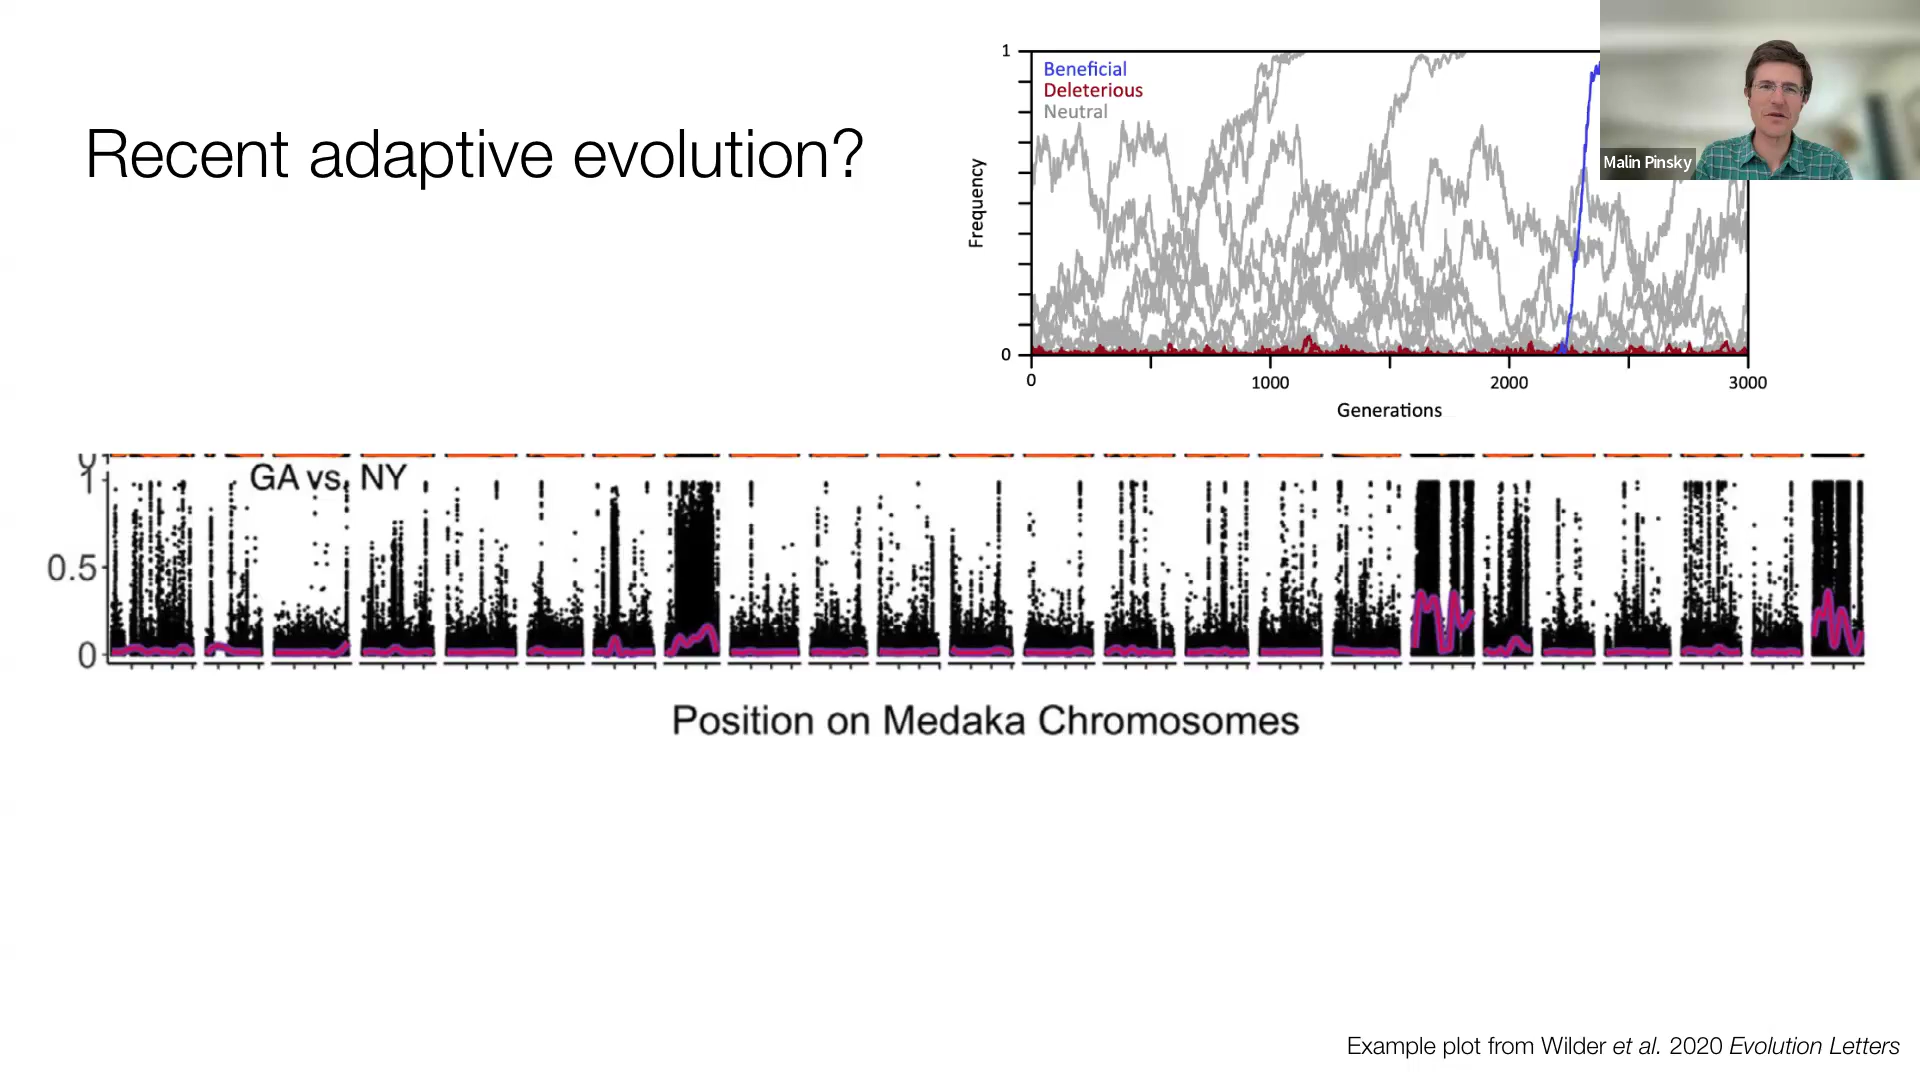 Recent adaptive evolution?
1
Beneficial
Deleterious
Neutral
Frequency
0
0
1000
2000
3000
Generations
Malin Pinsky
0
1
GA vs. NY
0.5
0
Position on Medaka Chromosomes
Example plot from Wilder et al. 2020 Evolution Letters